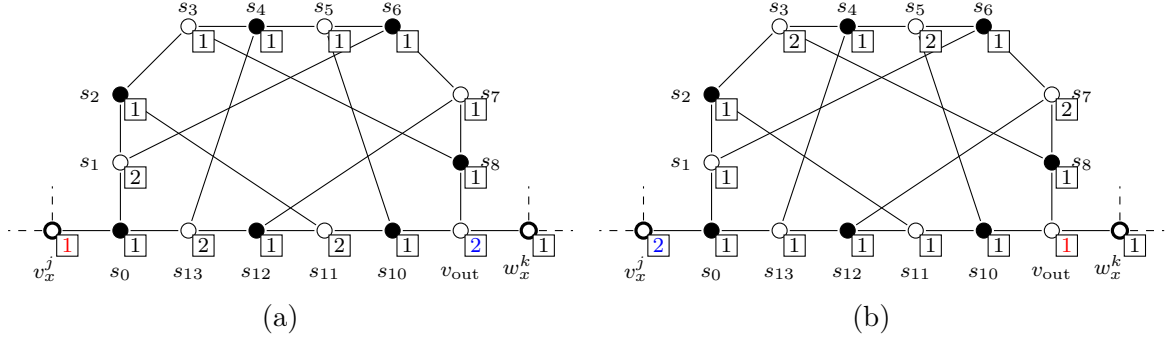 s₃ s₄ s₅ s₆ s₃ s₄ s₅ s₆
1 1 1 1 2 1 2 1
s₂ 1 1 s₇ s₂ 1 2 s₇
s₁ 2 1 s₈ s₁ 1 1 s₈
1 1 2 1 2 1 2 1 2 1 1 1 1 1 1 1
v_x^j s₀ s₁₃ s₁₂ s₁₁ s₁₀ v_out w_x^k v_x^j s₀ s₁₃ s₁₂ s₁₁ s₁₀ v_out w_x^k
(a) (b)